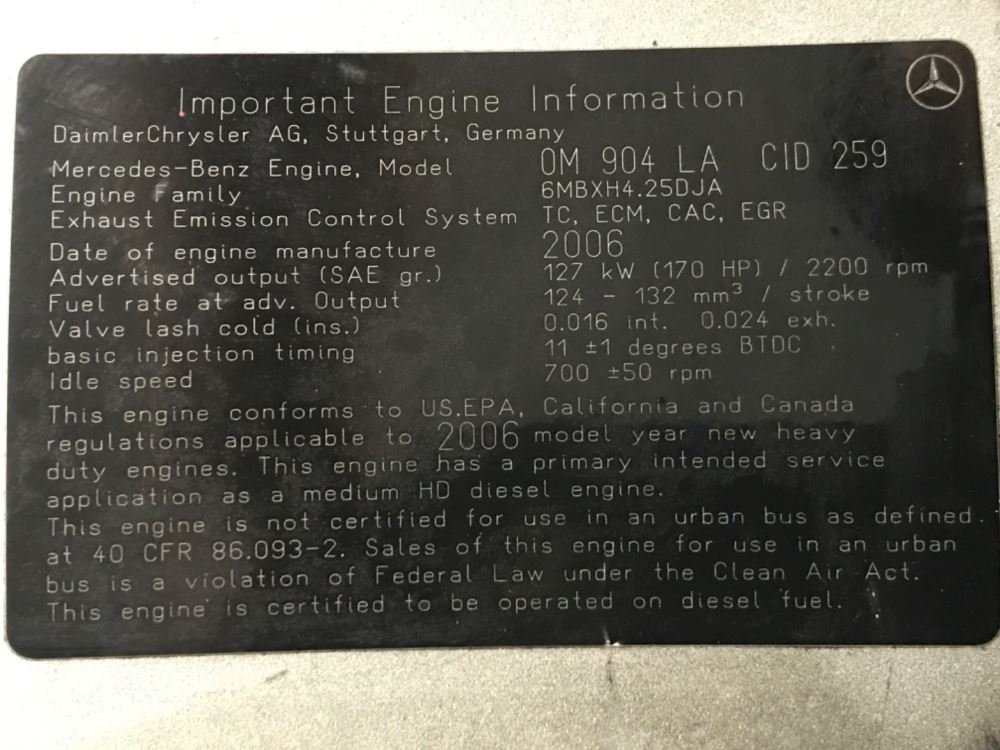 Important Engine Information
DaimlerChrysler AG, Stuttgart, Germany
Mercedes-Benz Engine, Model OM 904 LA CID 259
Engine Family 6MBXH4.25DJA
Exhaust Emission Control System TC, ECM, CAC, EGR
Date of engine manufacture 2006
Advertised output (SAE gr.) 127 kW (170 HP) / 2200 rpm
Fuel rate at adv. Output 124 - 132 mm³ / stroke
Valve lash cold (ins.) 0.016 int. 0.024 exh.
basic injection timing 11 ±1 degrees BTDC
Idle speed 700 ±50 rpm
This engine conforms to US.EPA, California and Canada
regulations applicable to 2006 model year new heavy
duty engines. This engine has a primary intended service
application as a medium HD diesel engine.
This engine is not certified for use in an urban bus as defined.
at 40 CFR 86.093-2. Sales of this engine for use in an urban
bus is a violation of Federal Law under the Clean Air Act.
This engine is certified to be operated on diesel fuel.